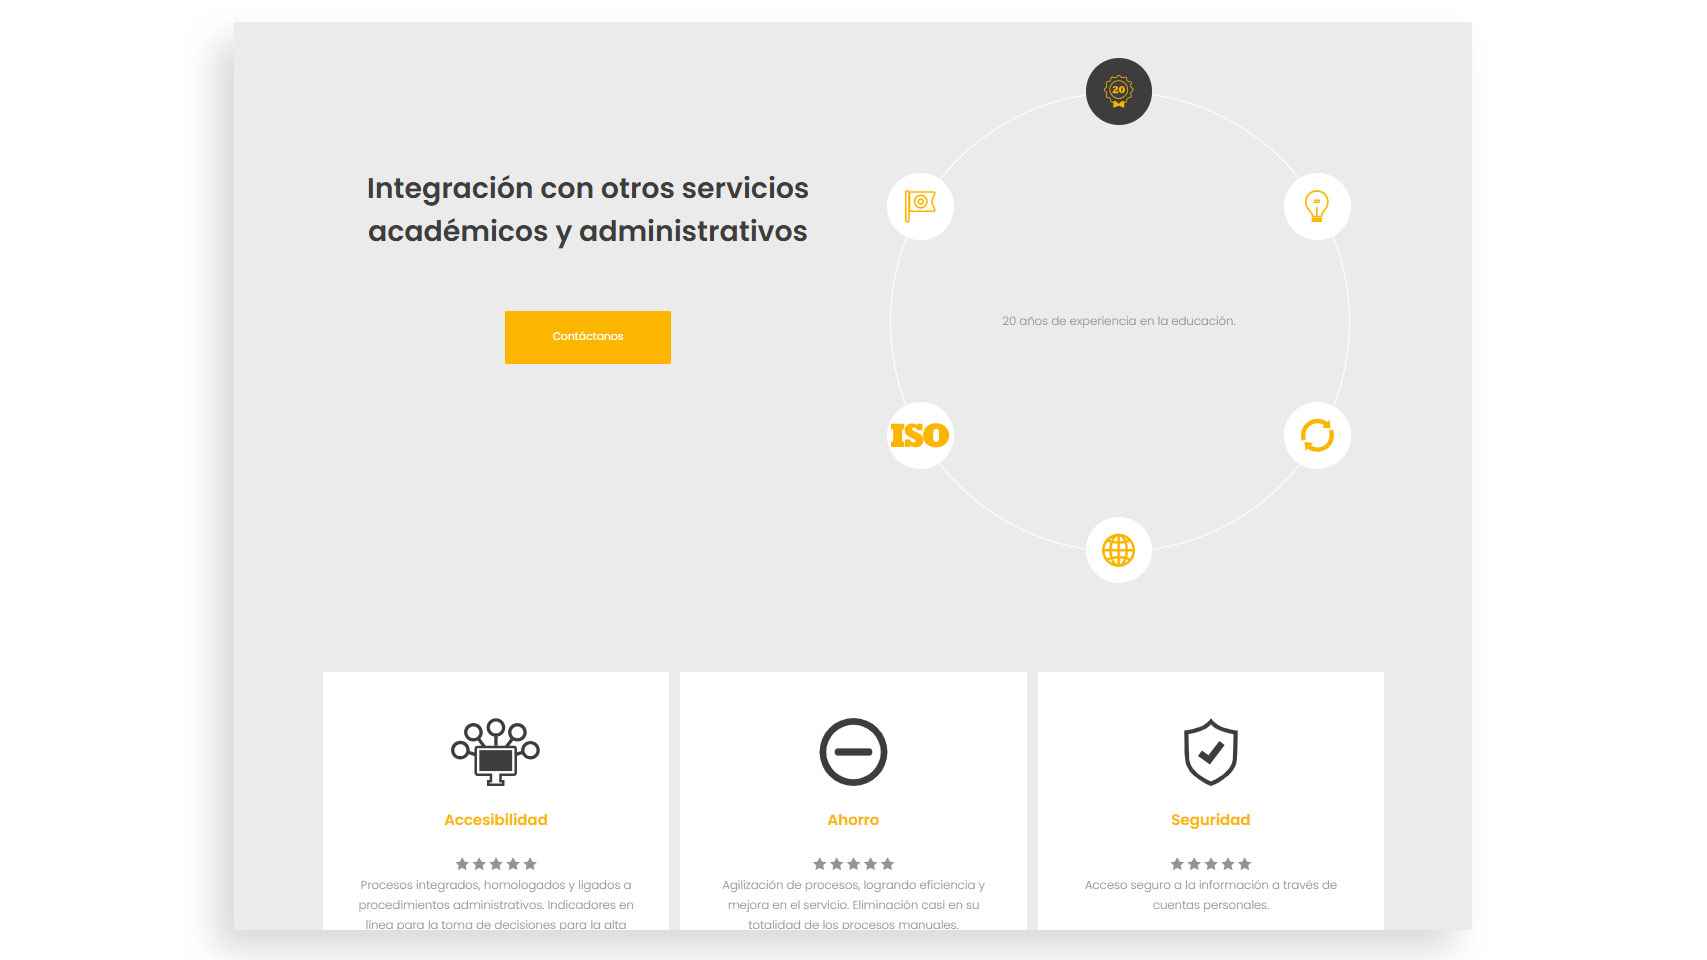 20
Integración con otros servicios
académicos y administrativos
Contáctanos
20 años de experiencia en la educación.
ISO
Accesibilidad
Procesos integrados, homologados y ligados a
procedimientos administrativos. Indicadores en
línea para la toma de decisiones para la alta
Ahorro
Agilización de procesos, logrando eficiencia y
mejora en el servicio. Eliminación casi en su
totalidad de los procesos manuales.
Seguridad
Acceso seguro a la información a través de
cuentas personales.